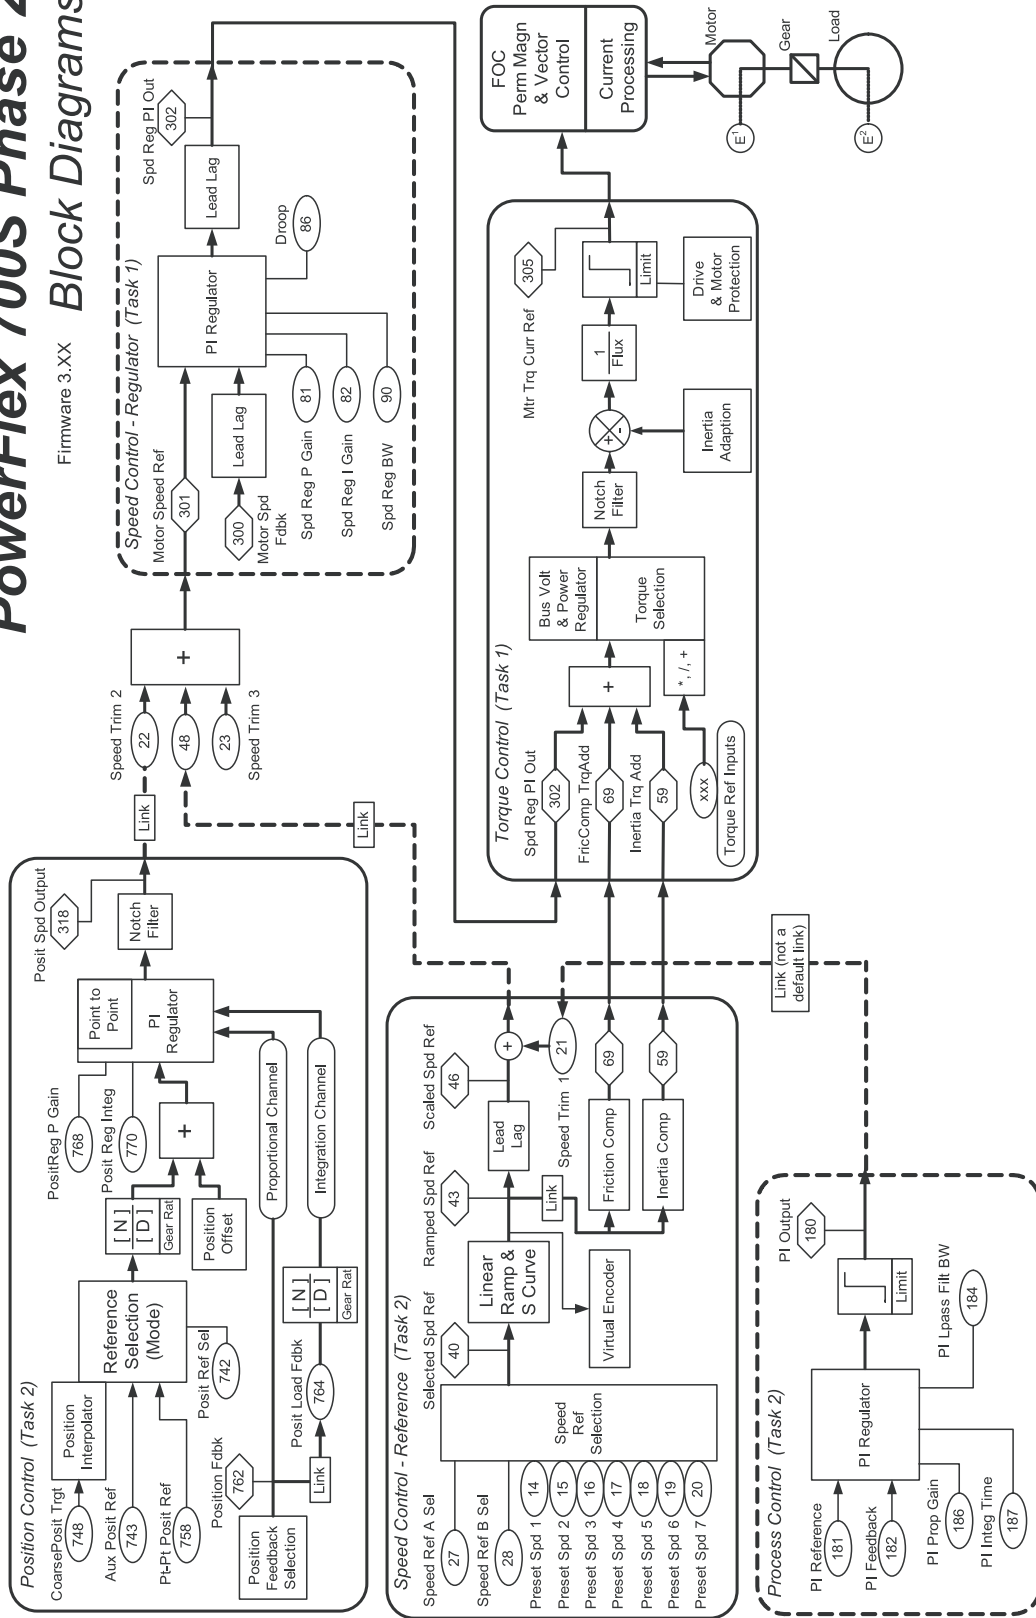 PowerFlex 700S Phase 2
Firmware 3.XX
Block Diagrams
Position Control (Task 2)
CoarsePosit Trgt
748
Position
Interpolator
Aux Posit Ref
743
Pt-Pt Posit Ref
758
Reference
Selection
(Mode)
Posit Ref Sel
742
[ N ]
[ D ]
Gear Rat
Position
Offset
+
PositReg P Gain
768
Posit Reg Integ
770
Point to
Point
PI
Regulator
Notch
Filter
Posit Spd Output
318
Position Fdbk
762
Position
Feedback
Selection
Link
Posit Load Fdbk
764
[ N ]
[ D ]
Gear Rat
Proportional Channel
Integration Channel
Link
Speed Trim 2
22
48
23
Speed Trim 3
+
Link
Speed Control - Regulator (Task 1)
Motor Speed Ref
301
300
Motor Spd
Fdbk
Lead Lag
PI Regulator
81
Spd Reg P Gain
82
Spd Reg I Gain
90
Spd Reg BW
Droop
86
Lead Lag
Spd Reg PI Out
302
Speed Control - Reference (Task 2)
Speed Ref A Sel
27
Speed Ref B Sel
28
Preset Spd 1
14
Preset Spd 2
15
Preset Spd 3
16
Preset Spd 4
17
Preset Spd 5
18
Preset Spd 6
19
Preset Spd 7
20
Speed
Ref
Selection
Selected Spd Ref
40
Linear
Ramp &
S Curve
Virtual Encoder
Ramped Spd Ref
43
Link
Lead
Lag
Scaled Spd Ref
46
+
Speed Trim 1
21
Friction Comp
69
Inertia Comp
59
Torque Control (Task 1)
Spd Reg PI Out
302
FricComp TrqAdd
69
Inertia Trq Add
59
xxx
Torque Ref Inputs
+
*, /, +
Bus Volt
& Power
Regulator
Torque
Selection
Notch
Filter
+
-
Inertia
Adaption
1
Flux
Mtr Trq Curr Ref
305
Limit
Drive
& Motor
Protection
FOC
Perm Magn
& Vector
Control
Current
Processing
Motor
Gear
Load
E1
E2
Process Control (Task 2)
PI Reference
181
PI Feedback
182
PI Prop Gain
186
PI Integ Time
187
PI Regulator
PI Lpass Filt BW
184
Limit
PI Output
180
Link (not a
default link)